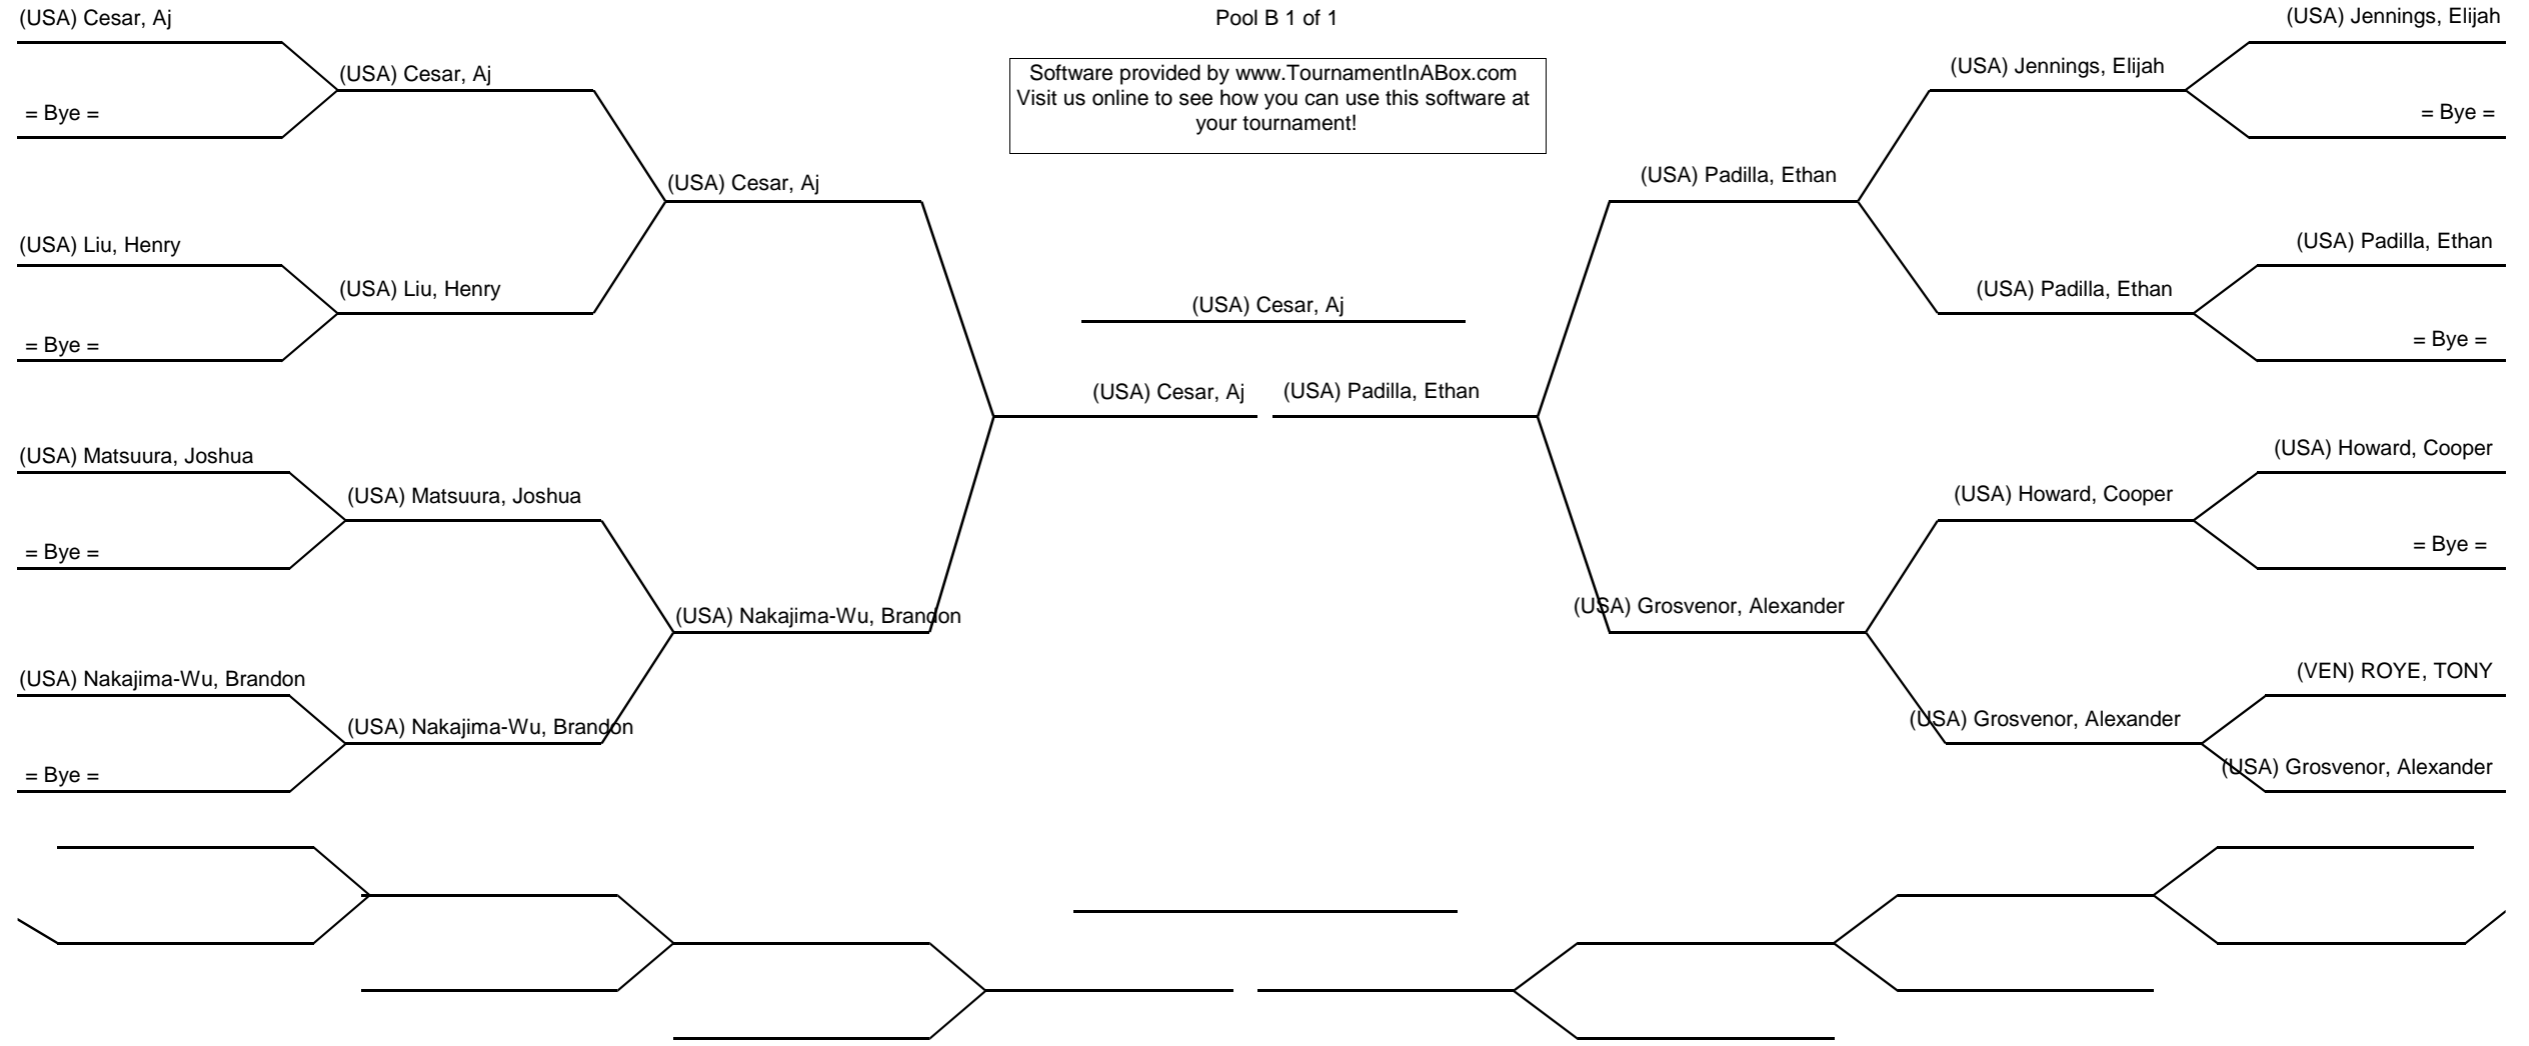 (USA) Cesar, Aj
Pool B 1 of 1
(USA) Jennings, Elijah
(USA) Cesar, Aj
Software provided by www.TournamentInABox.com
Visit us online to see how you can use this software at
your tournament!
(USA) Jennings, Elijah
= Bye =
= Bye =
(USA) Cesar, Aj
(USA) Padilla, Ethan
(USA) Liu, Henry
(USA) Padilla, Ethan
(USA) Liu, Henry
(USA) Cesar, Aj
(USA) Padilla, Ethan
= Bye =
= Bye =
(USA) Cesar, Aj
(USA) Padilla, Ethan
(USA) Matsuura, Joshua
(USA) Howard, Cooper
(USA) Matsuura, Joshua
(USA) Howard, Cooper
= Bye =
= Bye =
(USA) Nakajima-Wu, Brandon
(USA) Grosvenor, Alexander
(USA) Nakajima-Wu, Brandon
(VEN) ROYE, TONY
(USA) Nakajima-Wu, Brandon
(USA) Grosvenor, Alexander
= Bye =
(USA) Grosvenor, Alexander